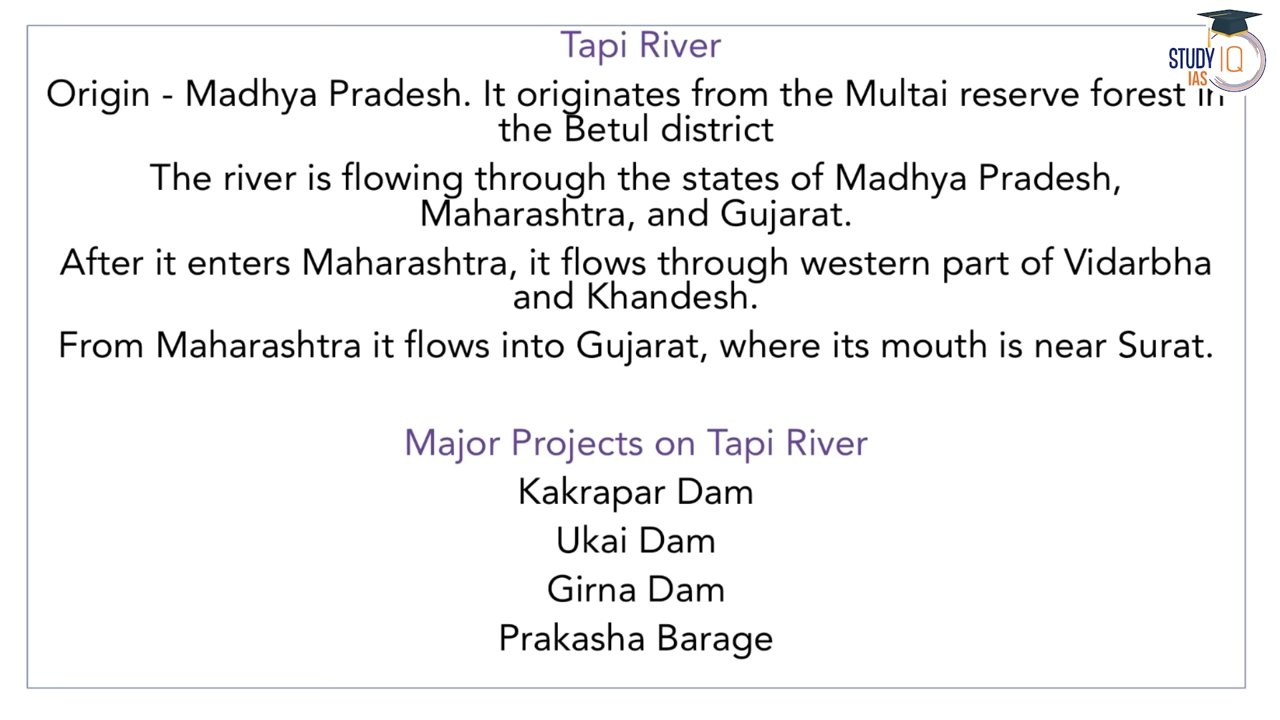 Tapi River
STUDY IQ
IAS
Origin - Madhya Pradesh. It originates from the Multai reserve forest in
the Betul district
The river is flowing through the states of Madhya Pradesh,
Maharashtra, and Gujarat.
After it enters Maharashtra, it flows through western part of Vidarbha
and Khandesh.
From Maharashtra it flows into Gujarat, where its mouth is near Surat.
Major Projects on Tapi River
Kakrapar Dam
Ukai Dam
Girna Dam
Prakasha Barage